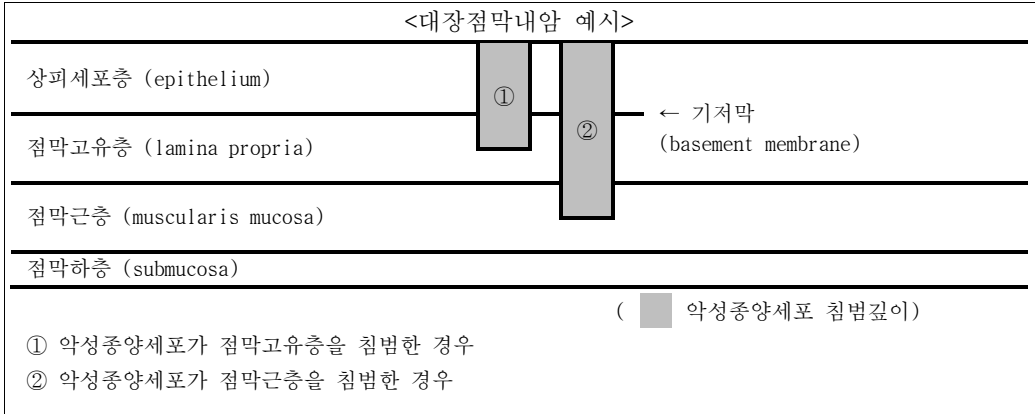 <대장점막내암 예시>
상피세포층 (epithelium)
①
← 기저막
②
점막고유층 (lamina propria)
(basement membrane)
점막근층 (muscularis mucosa)
점막하층 (submucosa)
( 악성종양세포 침범깊이)
① 악성종양세포가 점막고유층을 침범한 경우
② 악성종양세포가 점막근층을 침범한 경우